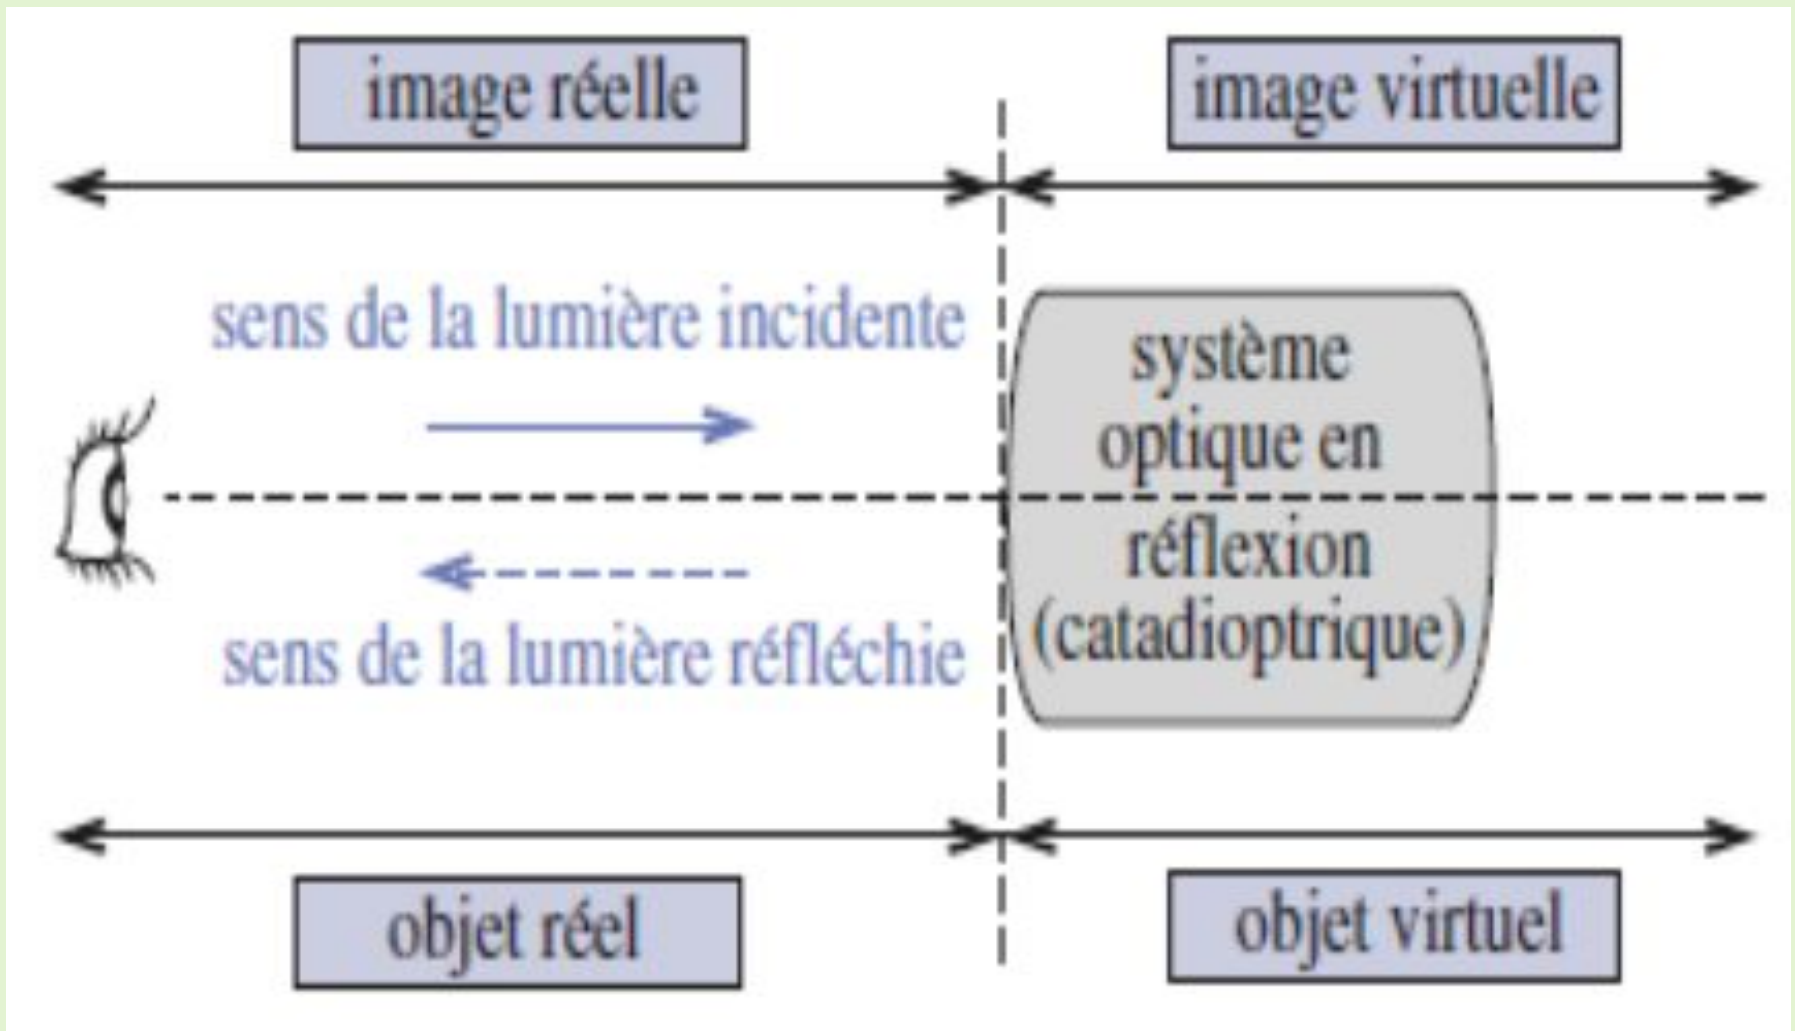 image réelle
image virtuelle
sens de la lumière incidente
système
optique en
réflexion
(catadioptrique)
sens de la lumière réfléchie
objet réel
objet virtuel